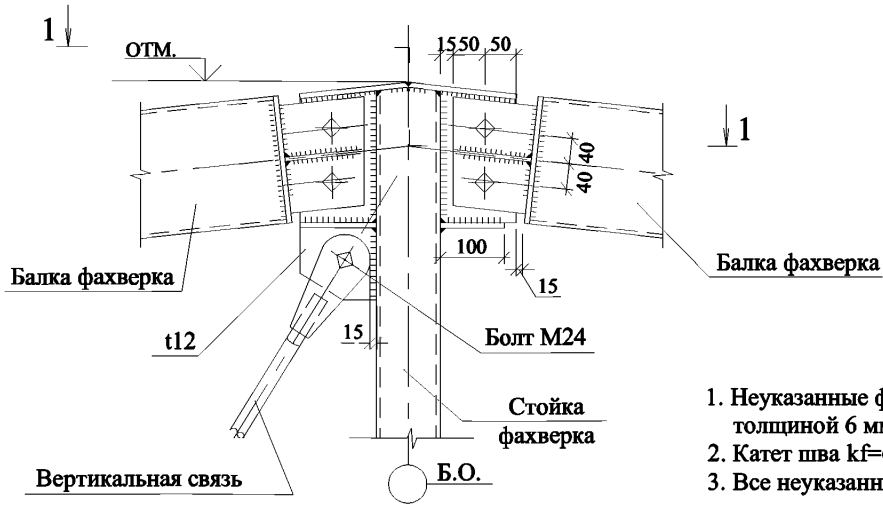 1
ОТМ.
15 50 50
1
40
40
100
15
Балка фахверка
Балка фахверка
t12
15
Болт М24
Стойка
фахверка
Вертикальная связь
Б.О.
1. Неуказанные
толщиной 6
2. Катет шва kf=
3. Все